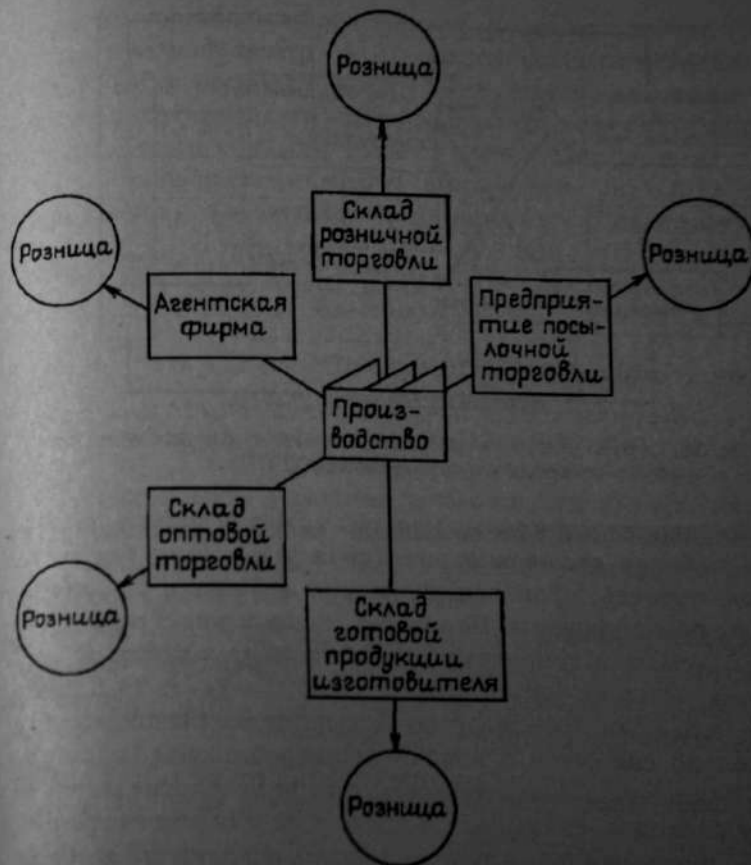 Розница
Склад
розничной
торговли
Розница
Розница
Агентская
фирма
Предприя-
тие посы-
лочной
торговли
Произ-
водство
Склад
оптовой
торговли
Розница
Склад
готовой
продукции
изготовителя
Розница